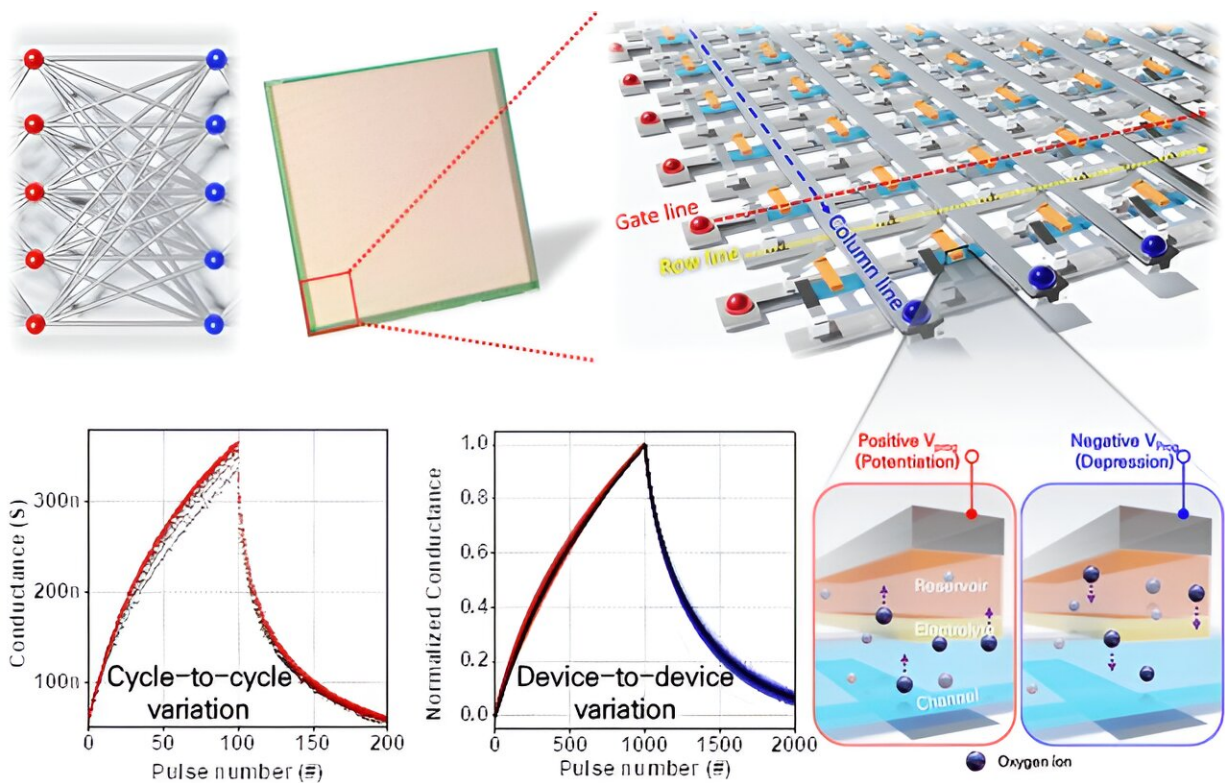 Gate line
Row line
Column line
Conductance (S)
300n
200n
100n
Cycle-to-cycle
variation
0
100
200
Pulse number (#)
Normalized Conductance
1.0
0.8
0.6
0.4
0.2
0.0
Device-to-device
variation
0
500
1000
1500
2000
Pulse number (#)
Positive V
(Potentiation)
Negative V
(Depression)
Reservoir
Electrolyte
Channel
Oxygen ion